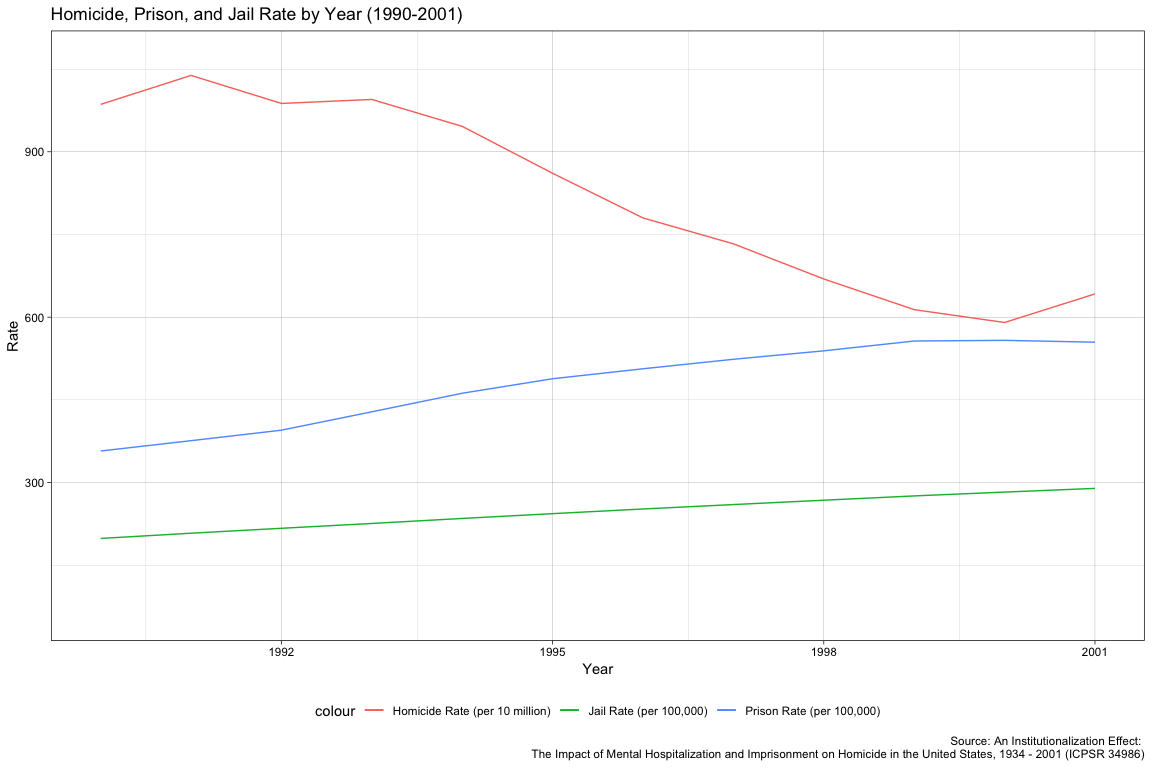 Homicide, Prison, and Jail Rate by Year (1990-2001)
900
600
300
Rate
1992
1995
1998
2001
Year
colour
Homicide Rate (per 10 million)
Jail Rate (per 100,000)
Prison Rate (per 100,000)
Source: An Institutionalization Effect:
The Impact of Mental Hospitalization and Imprisonment on Homicide in the United States, 1934 - 2001 (ICPSR 34986)